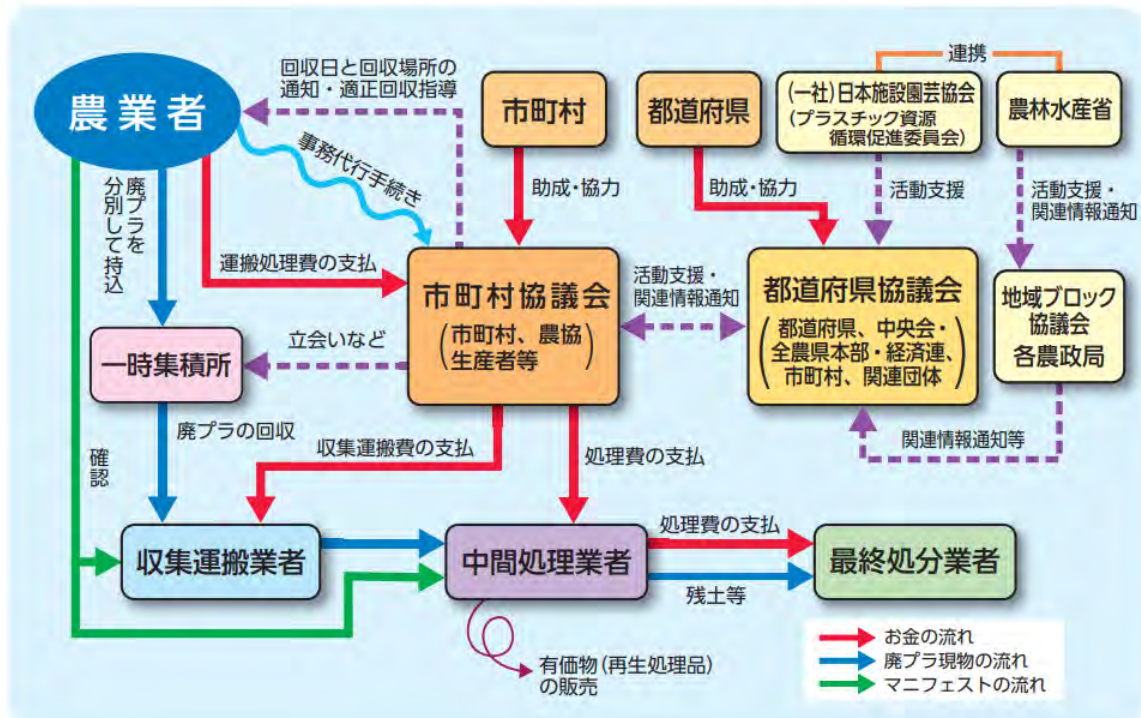 連携
回収日と回収場所の
通知・適正回収指導
農業者
市町村
都道府県
(一社)日本施設園芸協会
(プラスチック資源
循環促進委員会)
農林水産省
事務代行手続き
助成・協力
助成・協力
活動支援
活動支援・
関連情報通知
廃プラを
分別して持込
運搬処理費の支払
市町村協議会
(市町村、農協
生産者等)
活動支援・
関連情報通知
都道府県協議会
(都道府県、中央会・
全農県本部・経済連、
市町村、関連団体)
地域ブロック
協議会
各農政局
立会いなど
一時集積所
廃プラの回収
収集運搬費の支払
処理費の支払
関連情報通知等
確認
収集運搬業者
中間処理業者
処理費の支払
残土等
最終処分業者
有価物(再生処理品)
の販売
お金の流れ
廃プラ現物の流れ
マニフェストの流れ